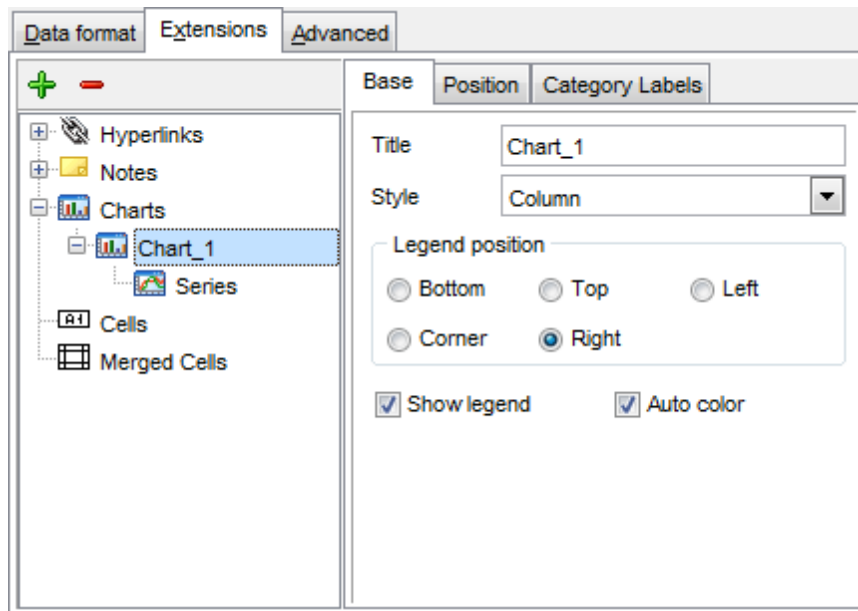 Data format Extensions Advanced
Base Position Category Labels
Hyperlinks
Notes
Charts
Chart_1
Series
Cells
Merged Cells
Title Chart_1
Style Column
Legend position
Bottom Top Left
Corner Right
Show legend Auto color